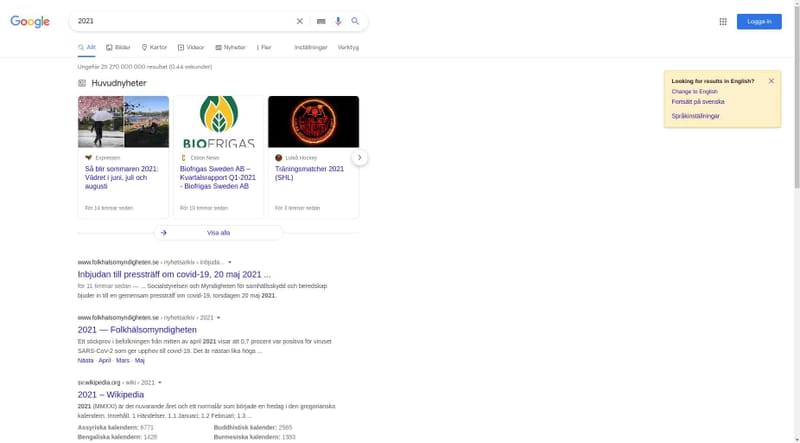 Google
2021
Logga in
Allt
Bilder
Kartor
Videor
Nyheter
Fler
Inställningar
Verktyg
Ungefär 25 270 000 000 resultat (0,44 sekunder)
Huvudnyheter
BIOFRIGAS
Expressen
Så blir sommaren 2021:
Vädret i juni, juli och
augusti
För 14 timmar sedan
Cision News
Biofrigas Sweden AB –
Kvartalsrapport Q1-2021
- Biofrigas Sweden AB
För 10 timmar sedan
Luleå Hockey
Träningsmatcher 2021
(SHL)
För 3 timmar sedan
Visa alla
Looking for results in English?
Change to English
Fortsätt på svenska
Språkinställningar
www.folkhalsomyndigheten.se › nyhetsarkiv › inbjuda...
Inbjudan till pressträff om covid-19, 20 maj 2021 ...
för 11 timmar sedan — ... Socialstyrelsen och Myndigheten för samhällsskydd och beredskap
bjuder in till en gemensam pressträff om covid-19, torsdagen 20 maj 2021.
www.folkhalsomyndigheten.se › nyhetsarkiv › 2021
2021 — Folkhälsomyndigheten
Ett stickprov i befolkningen från mitten av april 2021 visar att 0,7 procent var positiva för viruset
SARS-CoV-2 som ger upphov till covid-19. Det är nästan lika höga ...
Nästa · April · Mars · Maj
sv.wikipedia.org › wiki › 2021
2021 – Wikipedia
2021 (MMXXI) är det nuvarande året och ett normalår som började en fredag i den gregorianska
kalendern. Innehåll. 1 Händelser. 1.1 Januari; 1.2 Februari; 1.3 ...
Assyriska kalendern: 6771
Buddhistisk kalender: 2565
Bengaliska kalendern: 1428
Burmesiska kalendern: 1383